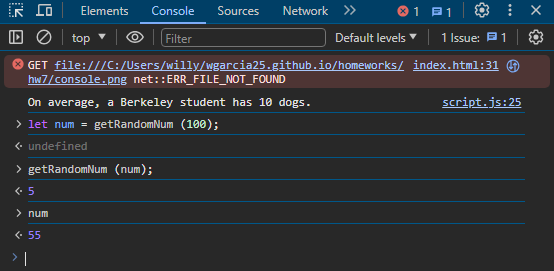 Elements Console Sources Network 1 1
top Filter Default levels 1 Issue: 1
GET file:///C:/Users/willy/wgarcia25.github.io/homeworks/ index.html:31
hw7/console.png net::ERR_FILE_NOT_FOUND
On average, a Berkeley student has 10 dogs. script.js:25
> let num = getRandomNum (100);
undefined
> getRandomNum (num);
5
> num
55
>